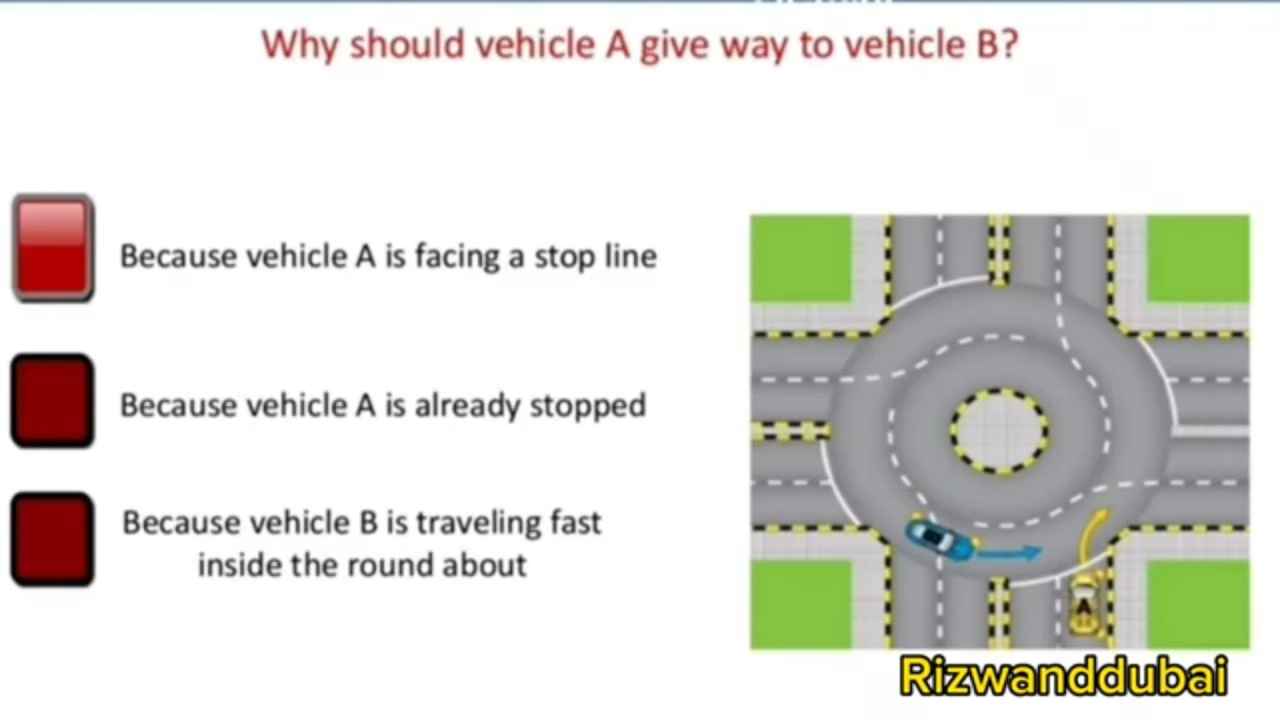 Why should vehicle A give way to vehicle B?
Because vehicle A is facing a stop line
Because vehicle A is already stopped
Because vehicle B is traveling fast
inside the round about
A
Rizwanddubai